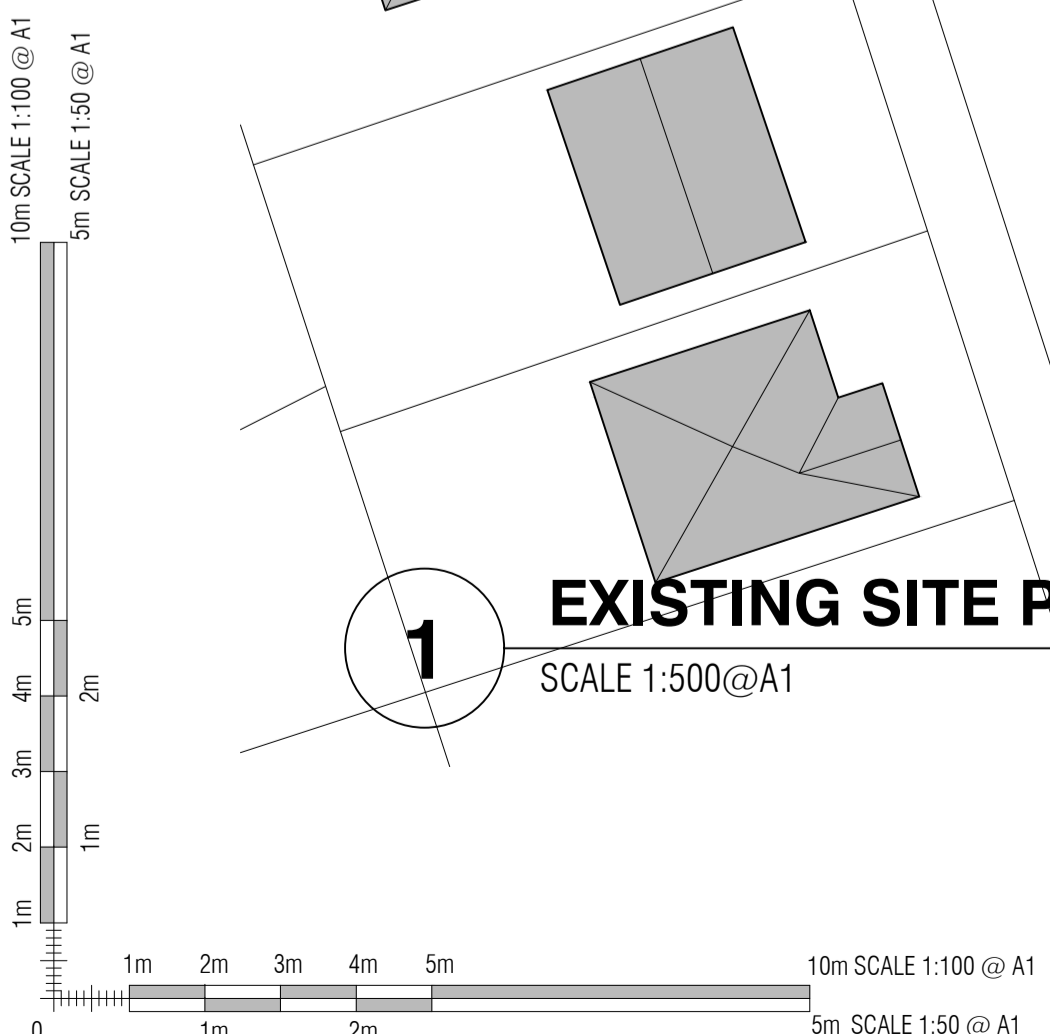 10m SCALE 1:100 @ A1
5m SCALE 1:50 @ A1
5m
4m
3m
2m
1m
2m
1m
1
EXISTING SITE P
SCALE 1:500@A1
1m 2m 3m 4m 5m 10m SCALE 1:100 @ A1
0 1m 2m 5m SCALE 1:50 @ A1